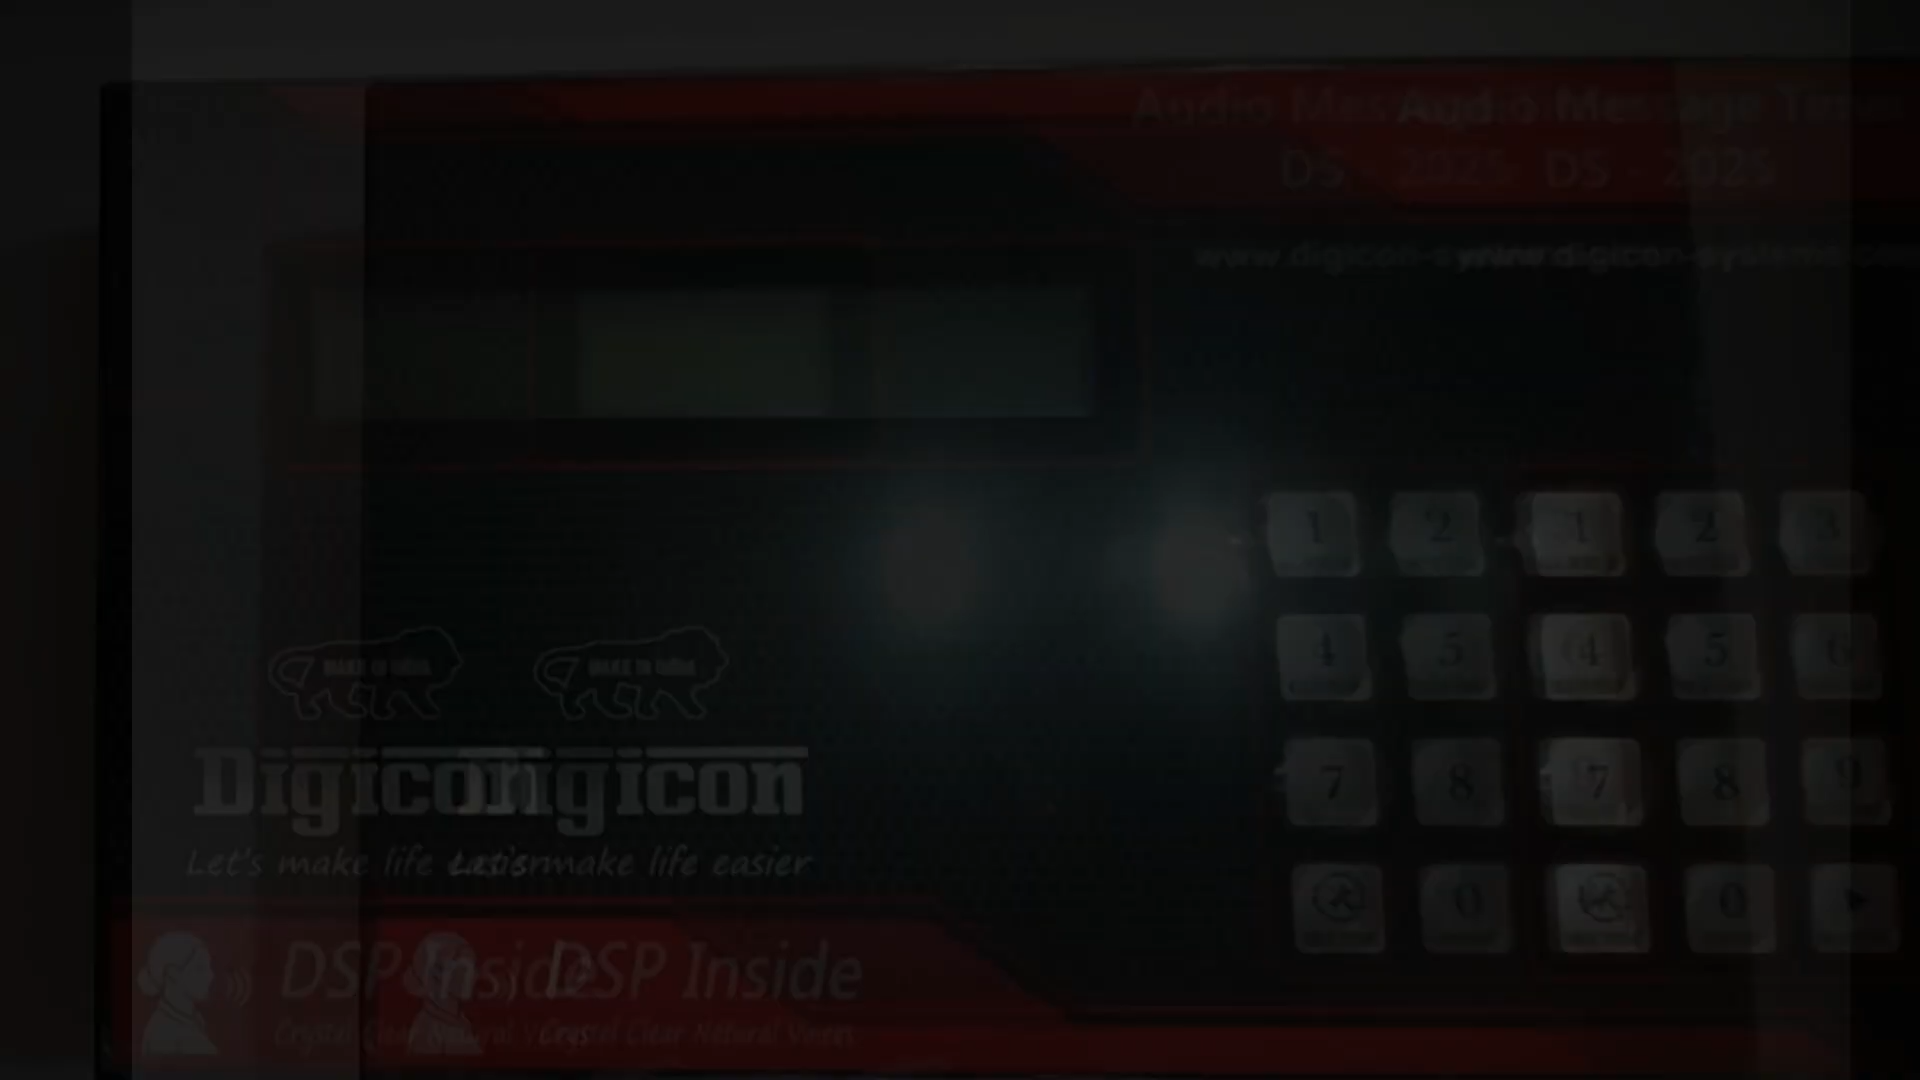 Audio Message Timer
DS - 2025
www.digicon-systems.com
MAKE IN INDIA
Digicon
Let's make life easier
DSP Inside
Crystal Clear Natural Voices
1 2 3
4 5 6
7 8 9
0